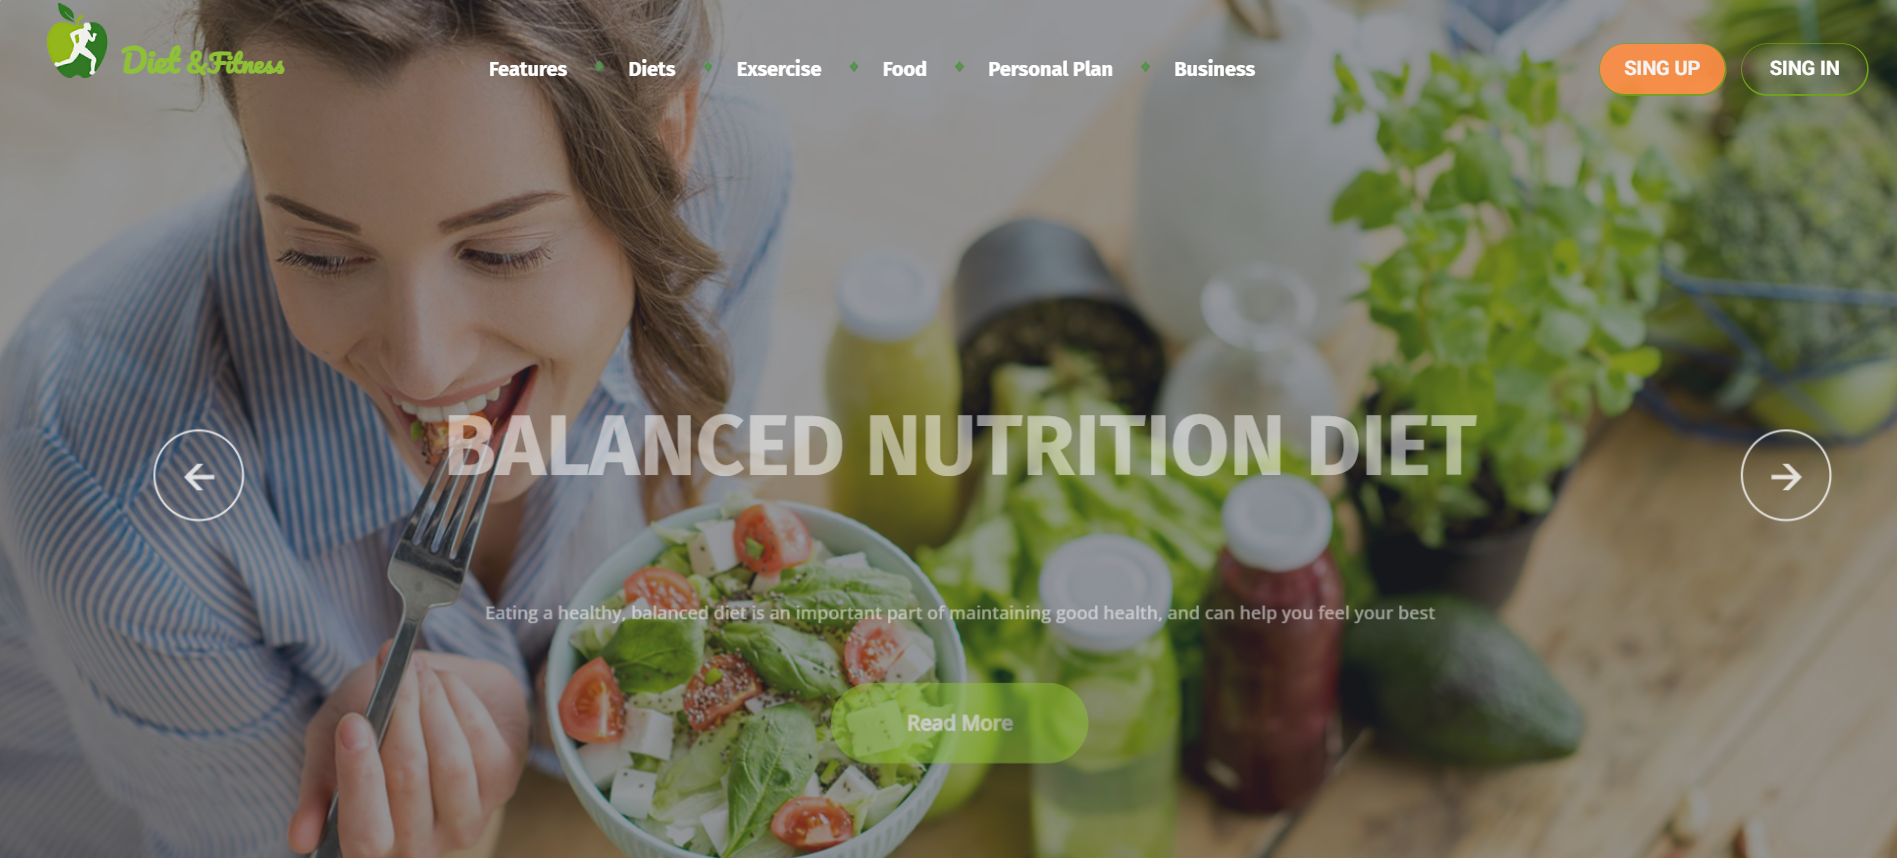 Diet &Fitness
Features
Diets
Exsercise
Food
Personal Plan
Business
SING UP
SING IN
BALANCED NUTRITION DIET
Eating a healthy, balanced diet is an important part of maintaining good health, and can help you feel your best
Read More